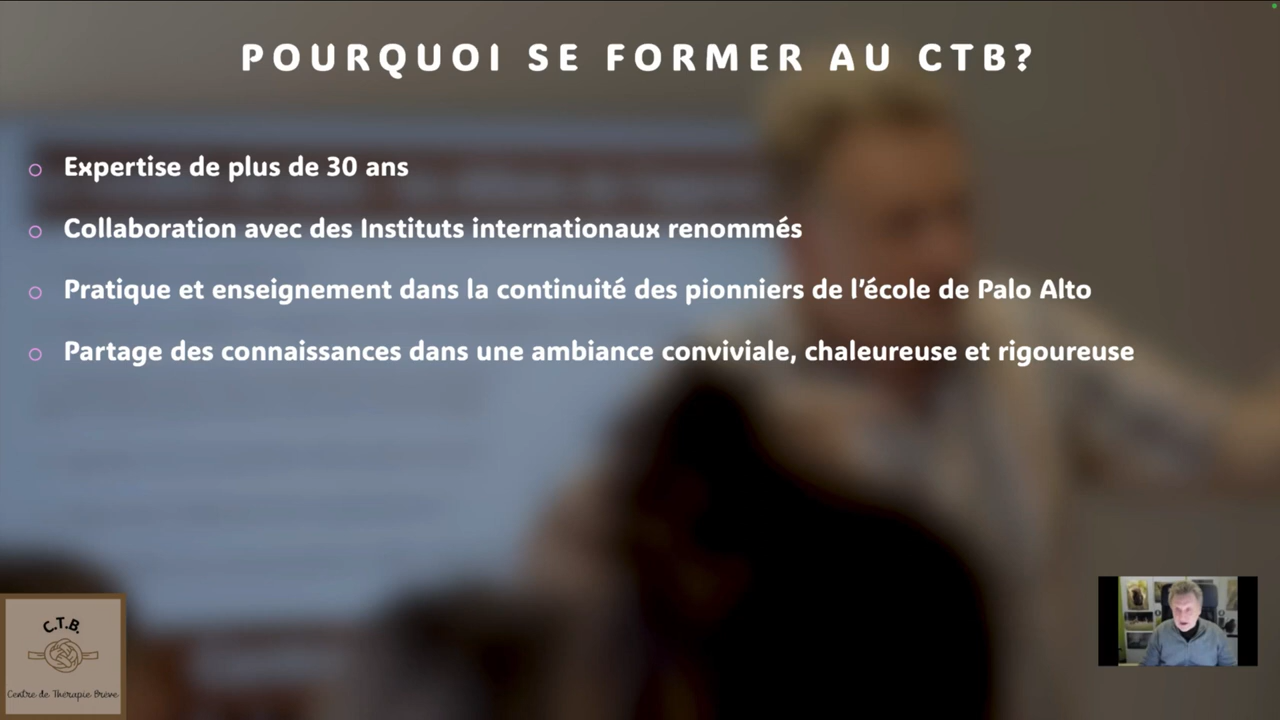 POURQUOI SE FORMER AU CTB?
Expertise de plus de 30 ans
Collaboration avec des Instituts internationaux renommés
Pratique et enseignement dans la continuité des pionniers de l’école de Palo Alto
Partage des connaissances dans une ambiance conviviale, chaleureuse et rigoureuse
C.T.B.
Centre de Thérapie Brève